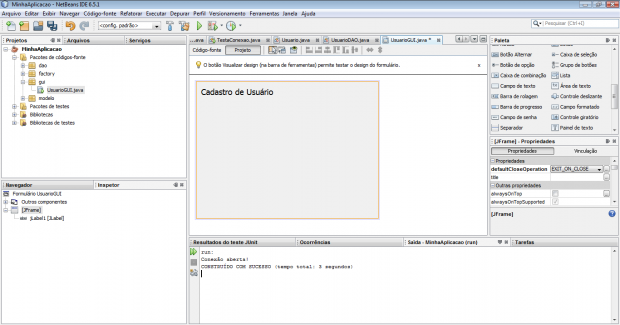 MinhaAplicacao - NetBeans IDE 6.5.1
Arquivo Editar Exibir Navegar Código-fonte Refatorar Executar Depurar Perfil Versionamento Ferramentas Janela Ajuda
<config. padrão>
Pesquisar (Ctrl+I)
Projetos Arquivos Serviços
MinhaAplicacao
Pacotes de código-fonte
dao
factory
gui
UsuarioGUI.java
modelo
Pacotes de testes
Bibliotecas
Bibliotecas de testes
Navegador Inspetor
Formulário UsuarioGUI
Outros componentes
[JFrame]
jLabel1 [JLabel]
...ava TestaConexao.java Usuario.java UsuarioDAO.java UsuarioGUI.java *
Código-fonte Projeto
O botão Visualizar design (na barra de ferramentas) permite testar o design do formulário.
Cadastro de Usuário
Paleta
Botão Alternar Caixa de seleção
Botão de opção Grupo de botões
Caixa de combinação Lista
Campo de texto Área de texto
Barra de rolagem Controle deslizante
Barra de progresso Campo formatado
Campo de senha Controle giratório
Separador Painel de texto
[JFrame] - Propriedades
Propriedades Vinculação
Propriedades
defaultCloseOperation EXIT_ON_CLOSE
title
Outras propriedades
alwaysOnTop
alwaysOnTopSupported
[JFrame]
Resultados do teste JUnit Ocorrências Saída - MinhaAplicacao (run) Tarefas
run:
Conexão aberta!
CONSTRUÍDO COM SUCESSO (tempo total: 3 segundos)